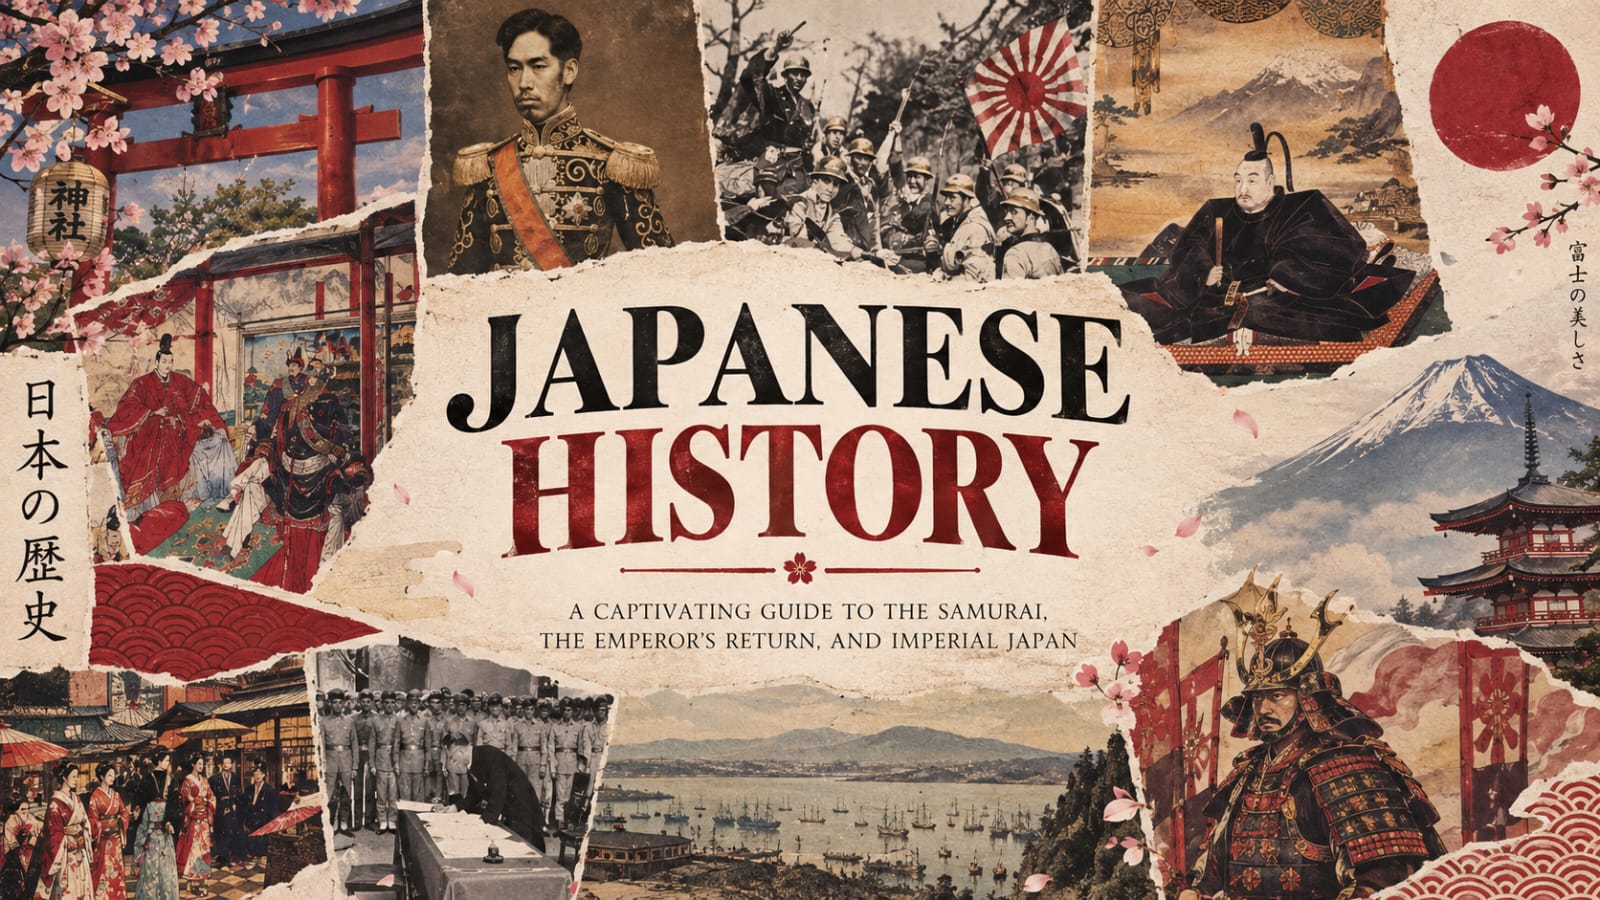 神社
日本の歴史
富士の美しさ
JAPANESE
HISTORY
A CAPTIVATING GUIDE TO THE SAMURAI,
THE EMPEROR'S RETURN, AND IMPERIAL JAPAN